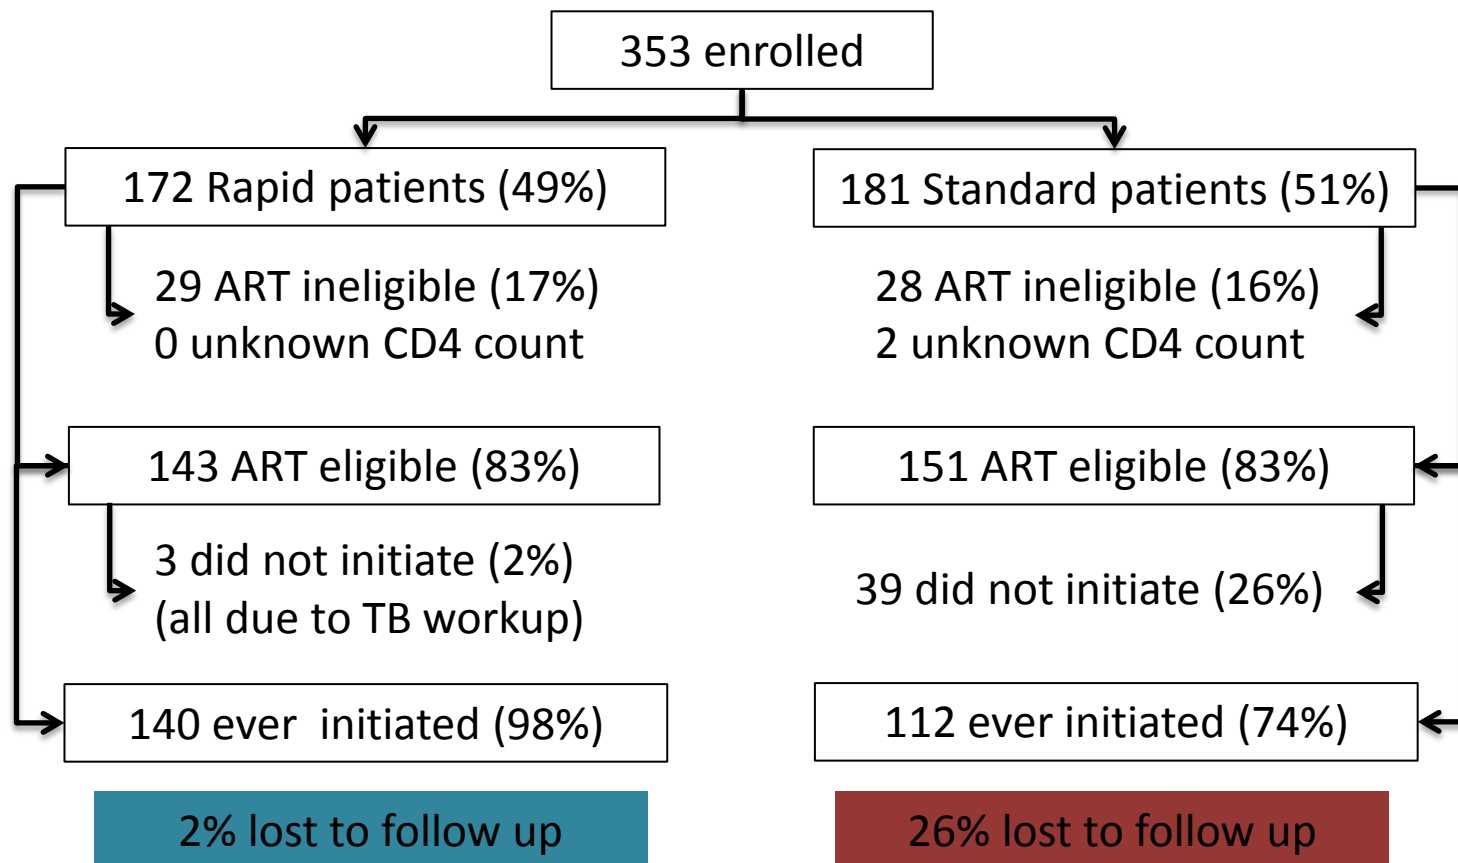 353 enrolled
172 Rapid patients (49%)
181 Standard patients (51%)
29 ART ineligible (17%)
0 unknown CD4 count
28 ART ineligible (16%)
2 unknown CD4 count
143 ART eligible (83%)
151 ART eligible (83%)
3 did not initiate (2%)
(all due to TB workup)
39 did not initiate (26%)
140 ever initiated (98%)
112 ever initiated (74%)
2% lost to follow up
26% lost to follow up